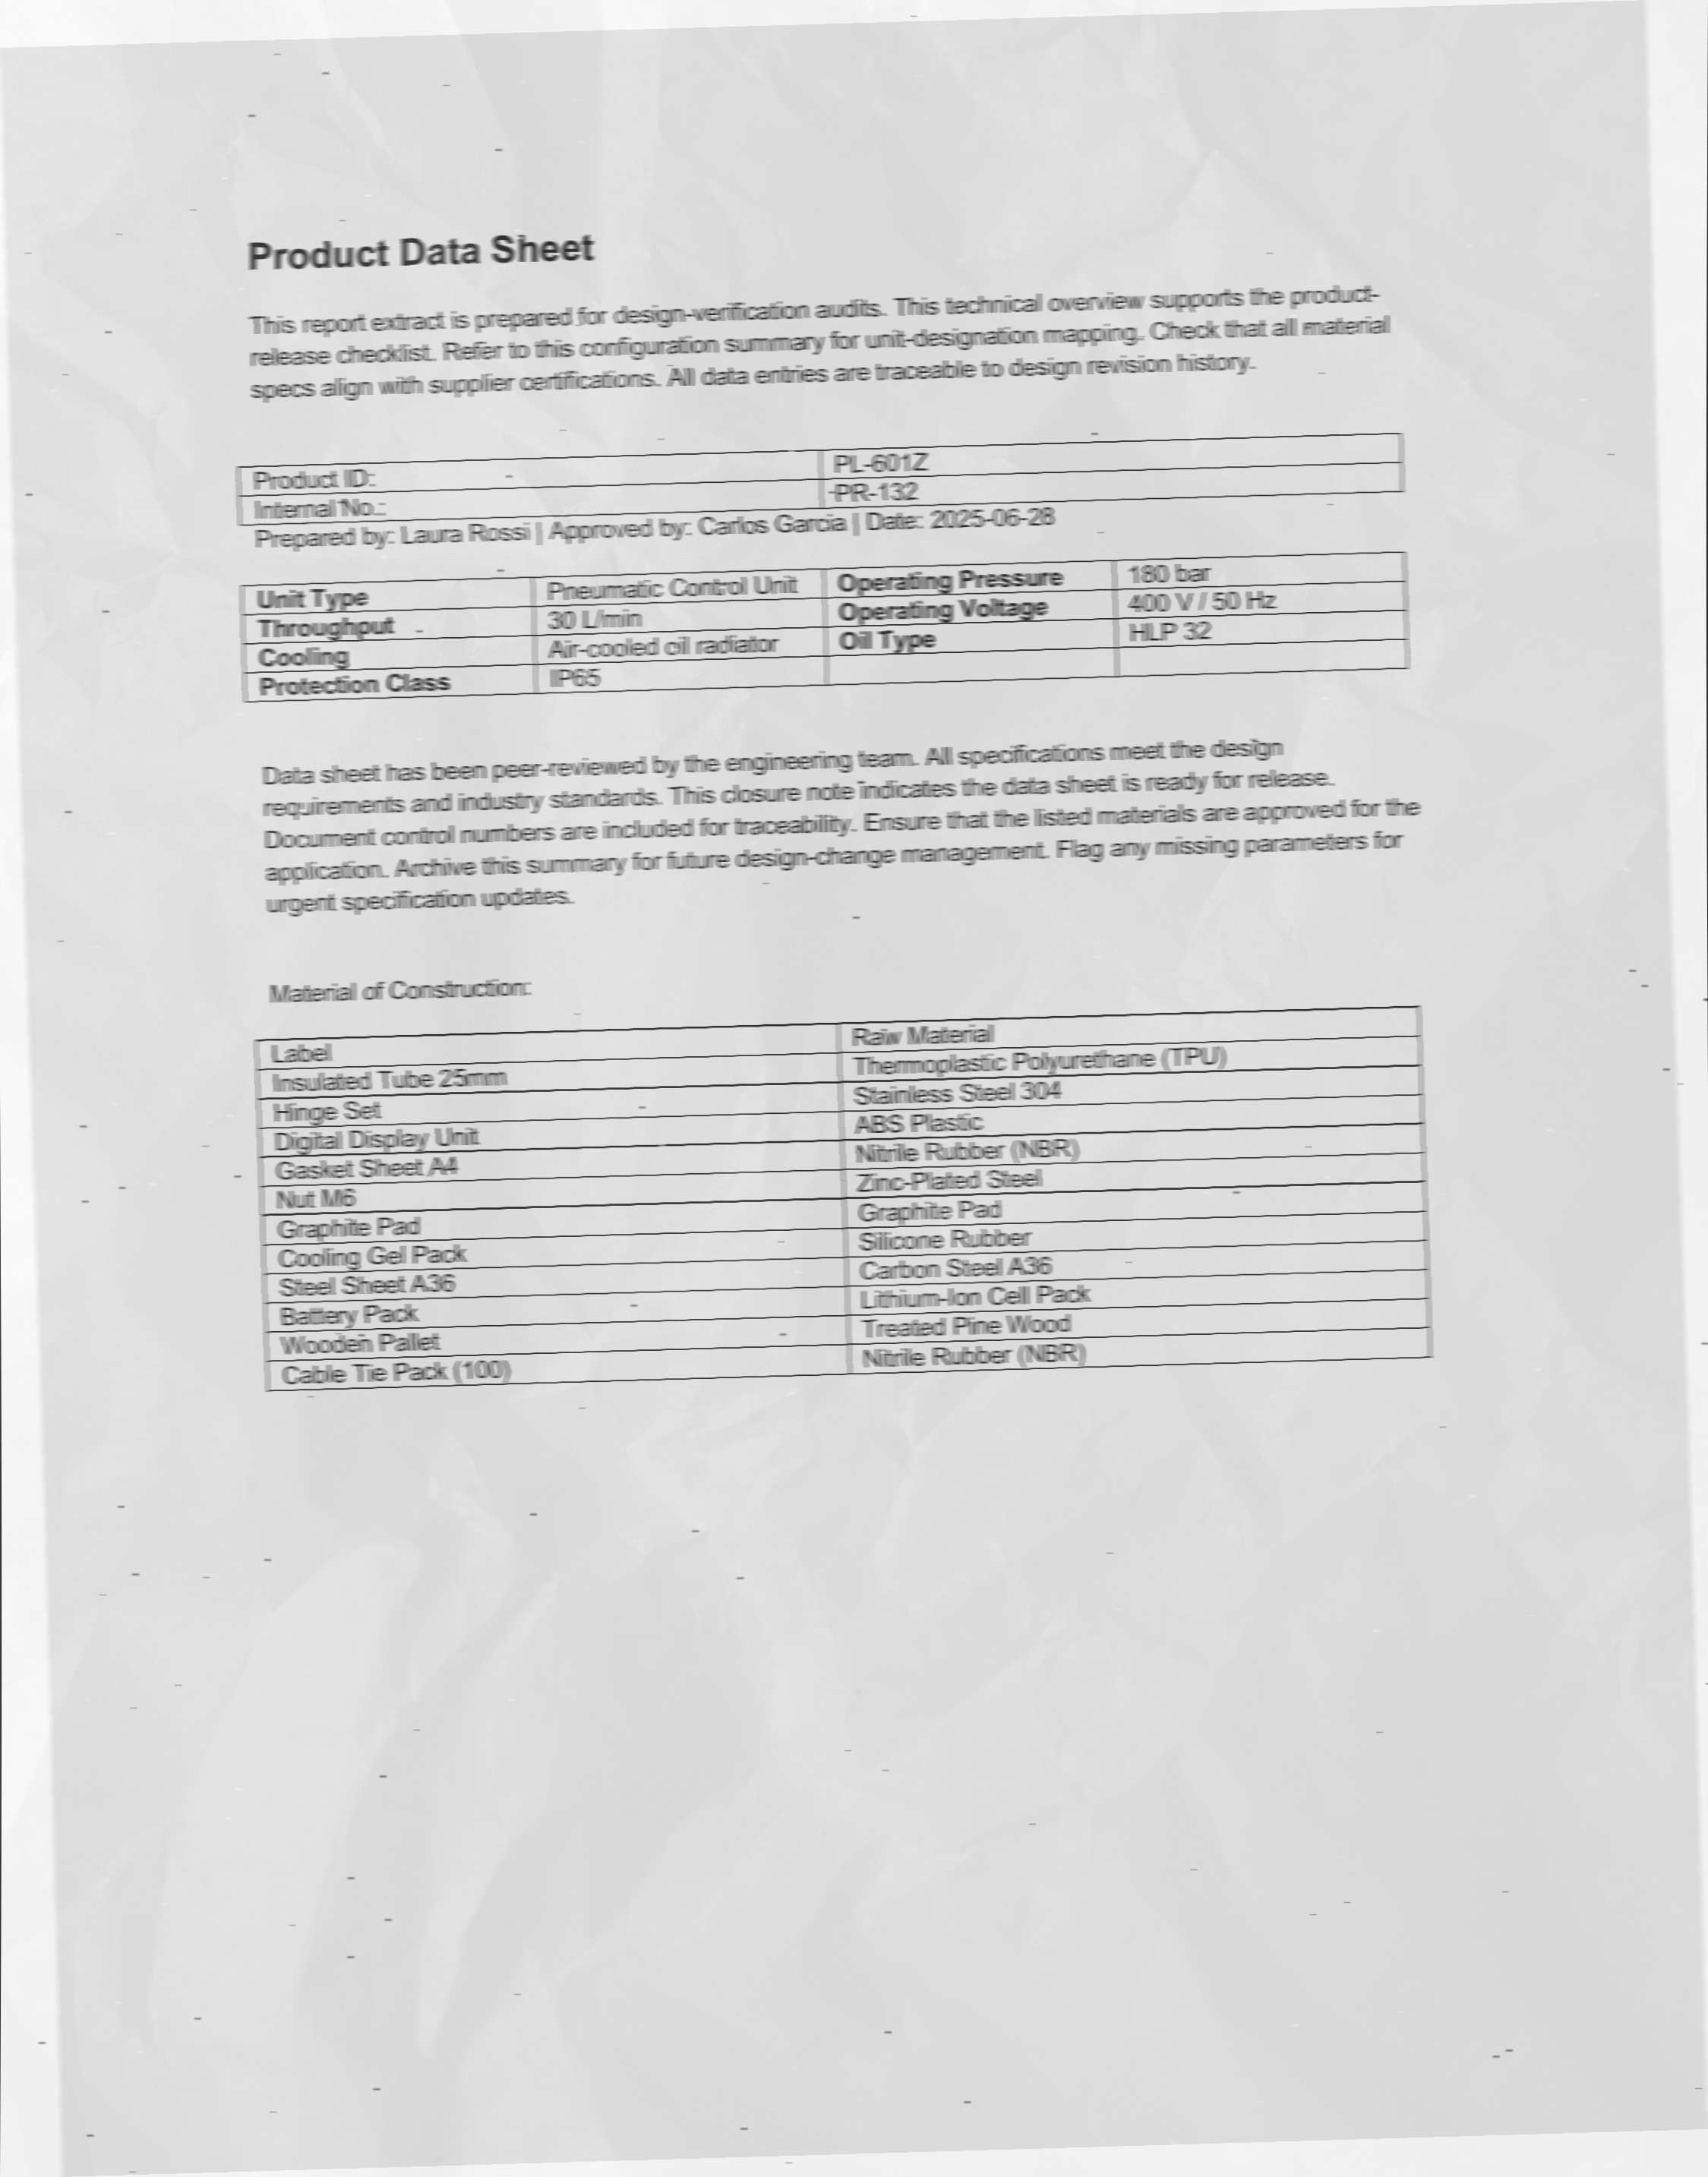 Product Data Sheet
This report extract is prepared for design-verification audits. This technical overview supports the product-
release checklist. Refer to this configuration summary for unit-designation mapping. Check that all material
specs align with supplier certifications. All data entries are traceable to design revision history.
Product ID: PL-601Z
Internal No.: PR-132
Prepared by: Laura Rossi | Approved by: Carlos Garcia | Date: 2025-06-28
Unit Type Pneumatic Control Unit Operating Pressure 180 bar
Throughput 30 L/min Operating Voltage 400 V / 50 Hz
Cooling Air-cooled oil radiator Oil Type HLP 32
Protection Class IP65
Data sheet has been peer-reviewed by the engineering team. All specifications meet the design
requirements and industry standards. This closure note indicates the data sheet is ready for release.
Document control numbers are included for traceability. Ensure that the listed materials are approved for the
application. Archive this summary for future design-change management. Flag any missing parameters for
urgent specification updates.
Material of Construction:
Label Raw Material
Insulated Tube 25mm Thermoplastic Polyurethane (TPU)
Hinge Set Stainless Steel 304
Digital Display Unit ABS Plastic
Gasket Sheet A4 Nitrile Rubber (NBR)
Nut M6 Zinc-Plated Steel
Graphite Pad Graphite Pad
Cooling Gel Pack Silicone Rubber
Steel Sheet A36 Carbon Steel A36
Battery Pack Lithium-Ion Cell Pack
Wooden Pallet Treated Pine Wood
Cable Tie Pack (100) Nitrile Rubber (NBR)